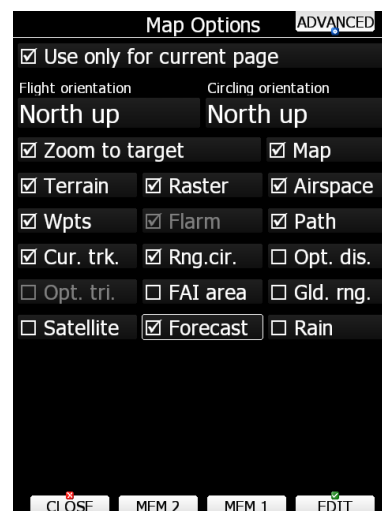 Map Options ADVANCED
Use only for current page
Flight orientation Circling orientation
North up North up
Zoom to target Map
Terrain Raster Airspace
Wpts Flarm Path
Cur. trk. Rng.cir. Opt. dis.
Opt. tri. FAI area Gld. rng.
Satellite Forecast Rain
CLOSE MEM 2 MEM 1 EDIT